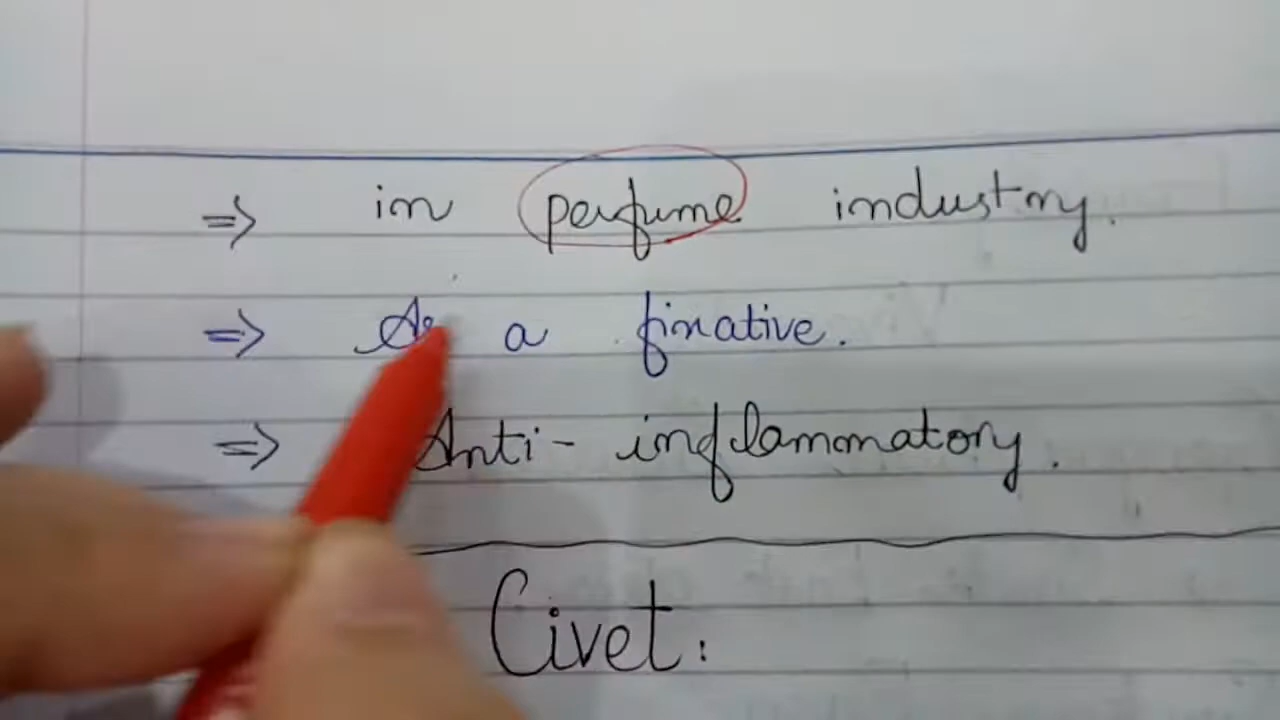 ⇒ in perfume industry.
⇒ As a fixative.
⇒ Anti-inflammatory.
Civet: